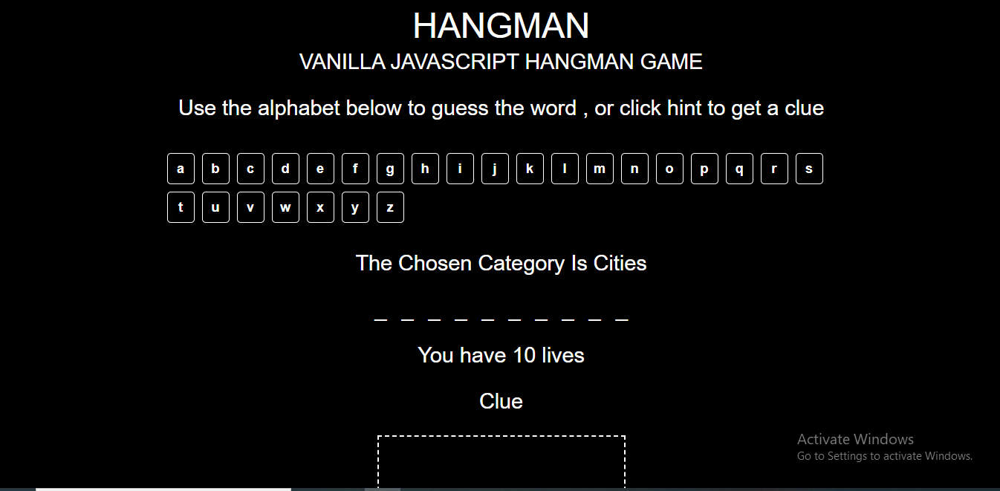 HANGMAN
VANILLA JAVASCRIPT HANGMAN GAME
Use the alphabet below to guess the word , or click hint to get a clue
a b c d e f g h i j k l m n o p q r s
t u v w x y z
The Chosen Category Is Cities
_ _ _ _ _ _ _ _ _ _
You have 10 lives
Clue
Activate Windows
Go to Settings to activate Windows.